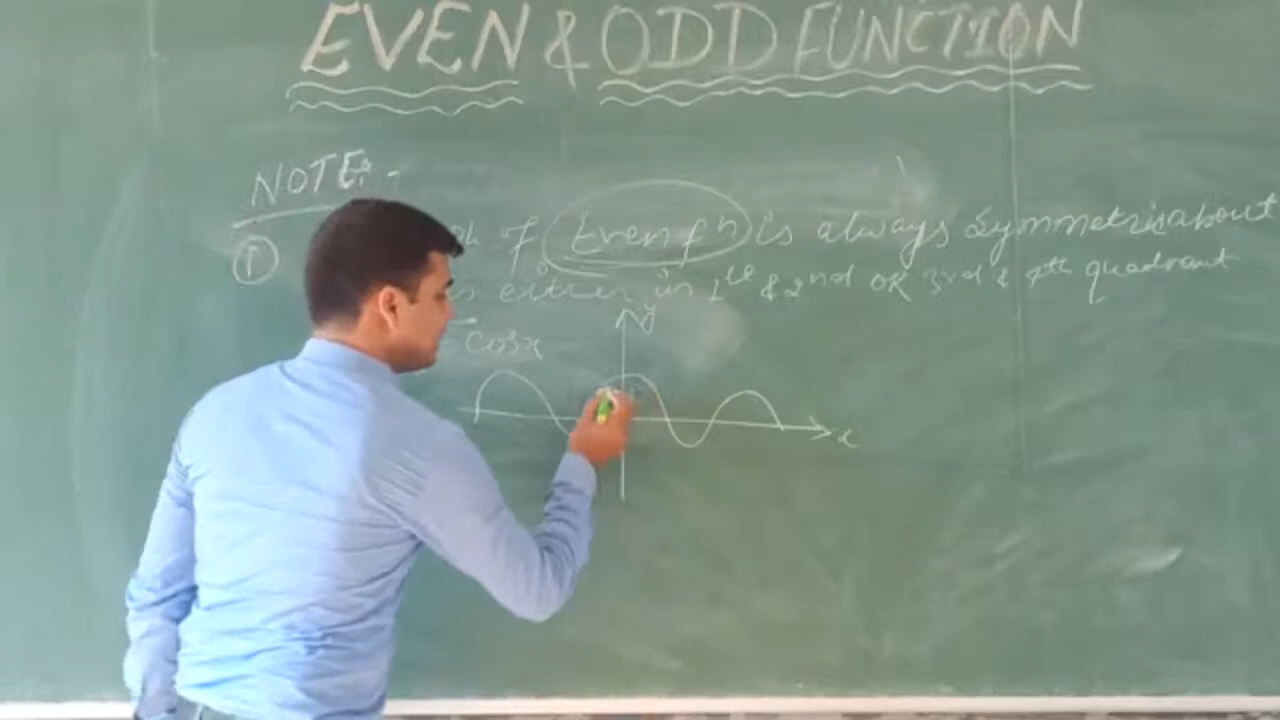 EVEN & ODD FUNCTION
NOTE:-
① of Even fn is always symmetric about
either in 1st & 2nd OR 3rd & 4th quadrant
cosx
y
x